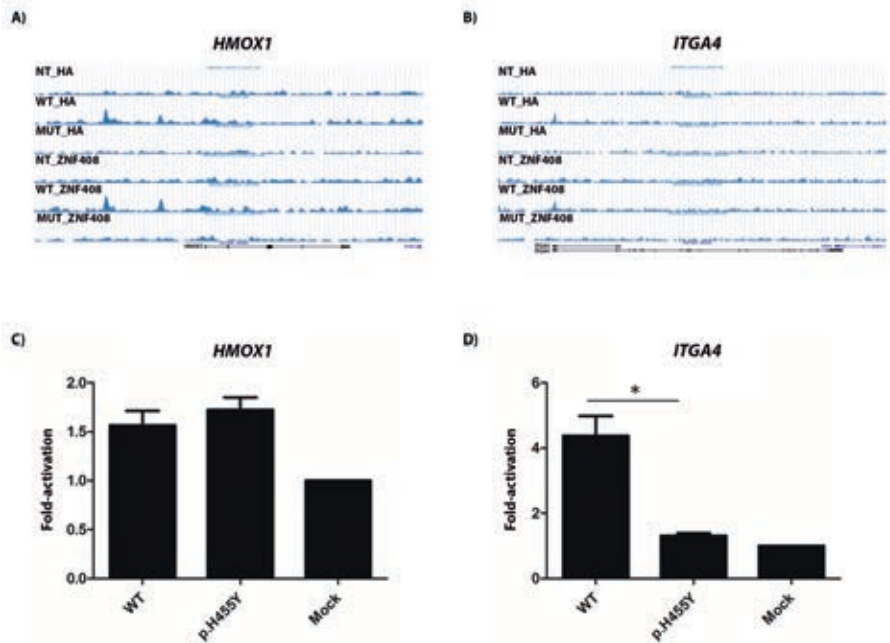 A)
HMOX1
NT_HA
WT_HA
MUT_HA
NT_ZNF408
WT_ZNF408
MUT_ZNF408
B)
ITGA4
NT_HA
WT_HA
MUT_HA
NT_ZNF408
WT_ZNF408
MUT_ZNF408
C)
HMOX1
Fold-activation
2.0
1.5
1.0
0.5
0.0
WT
p.H455Y
Mock
D)
ITGA4
Fold-activation
6
4
2
0
*
WT
p.H455Y
Mock